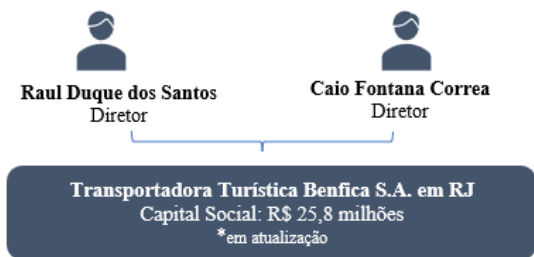 Raul Duque dos Santos
Diretor
Caio Fontana Correa
Diretor
Transportadora Turística Benfica S.A. em RJ
Capital Social: R$ 25,8 milhões
*em atualização